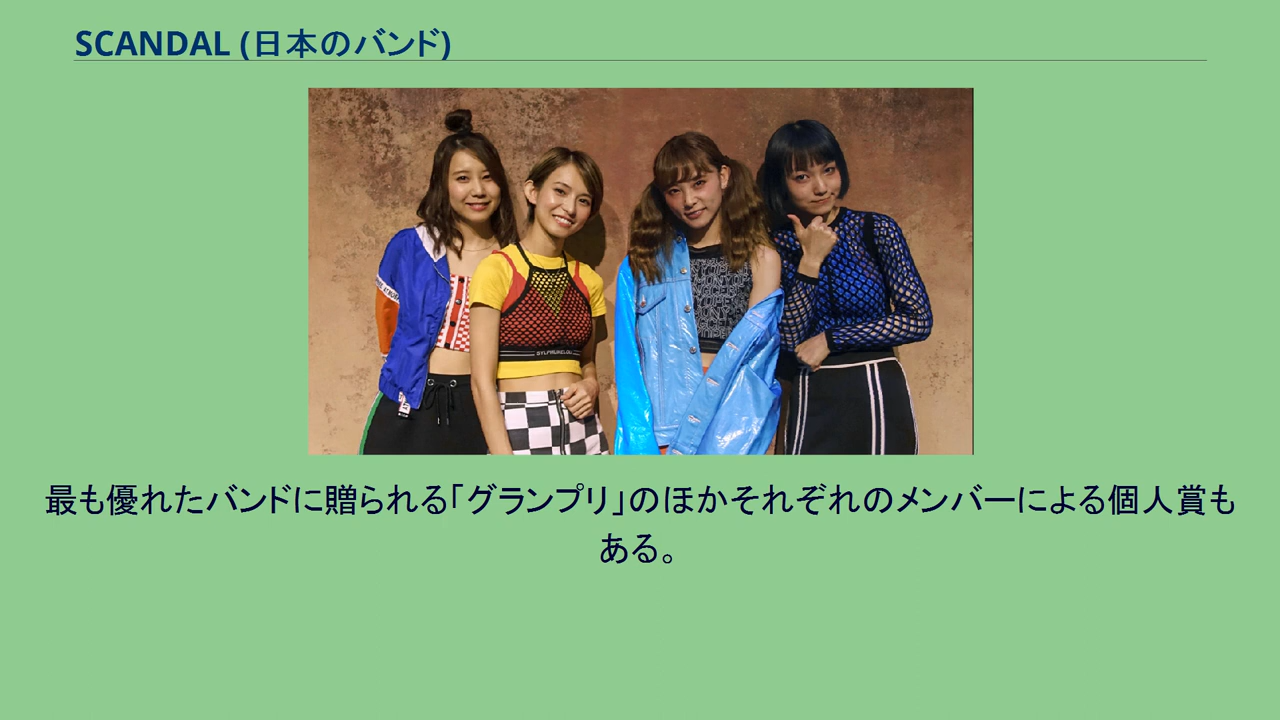 SCANDAL (日本のバンド)
最も優れたバンドに贈られる「グランプリ」のほかそれぞれのメンバーによる個人賞も
ある。